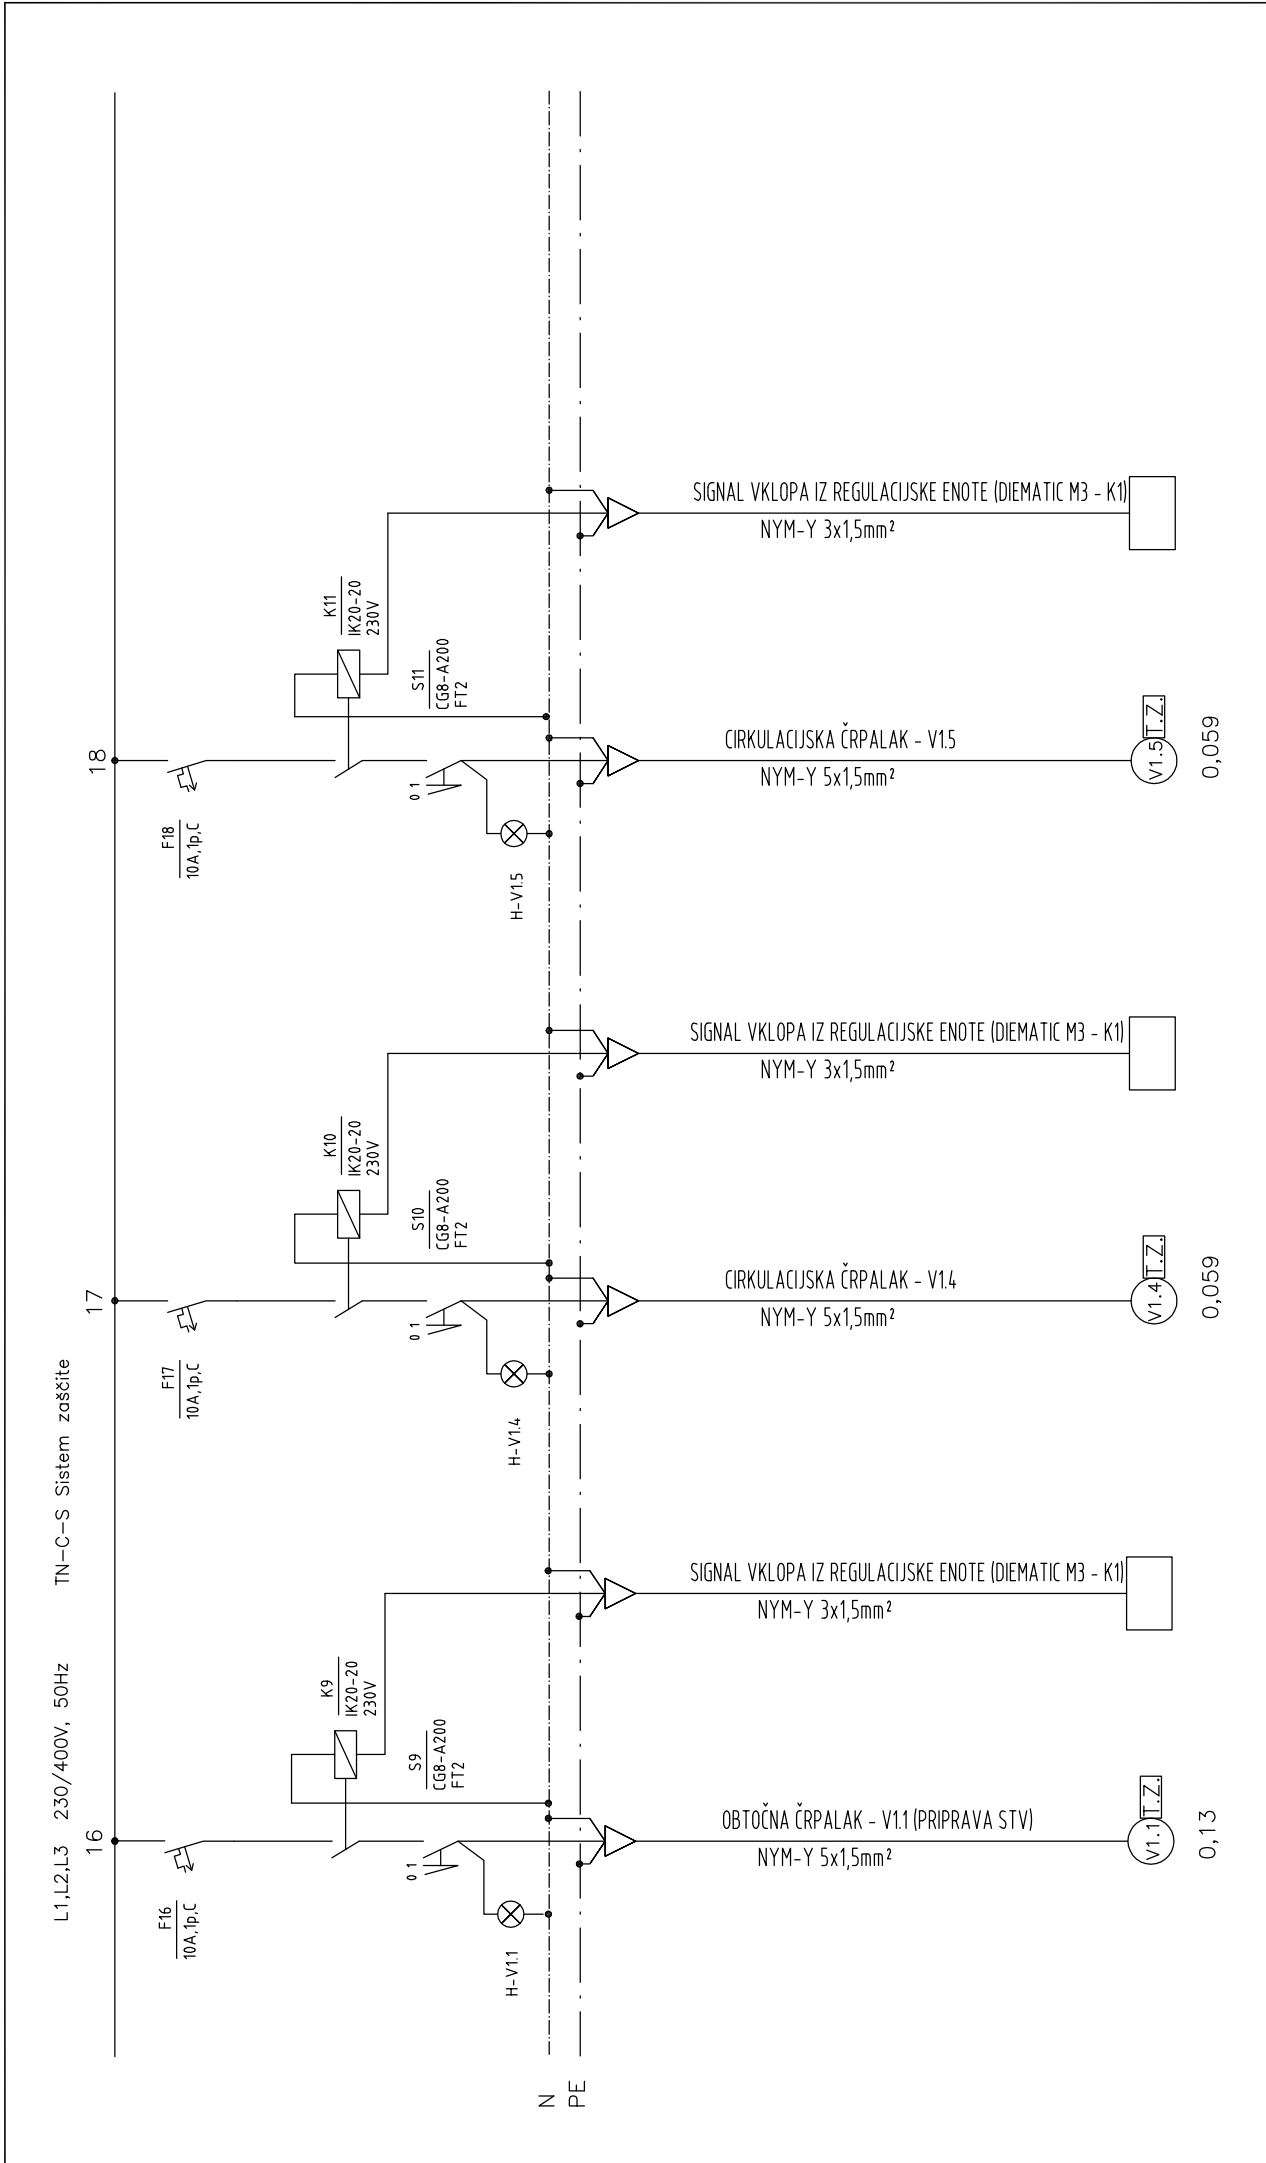 L1,L2,L3 230/400V, 50Hz
TN-C-S Sistem zaščite
16
F16
10A,1p,C
K9
IK20-20
230V
S9
CG8-A200
FT2
0 1
H-V1.1
OBTOČNA ČRPALAK - V1.1 (PRIPRAVA STV)
NYM-Y 5x1,5mm²
V1.1
T.Z.
0,13
SIGNAL VKLOPA IZ REGULACIJSKE ENOTE (DIEMATIC M3 - K1)
NYM-Y 3x1,5mm²
17
F17
10A,1p,C
K10
IK20-20
230V
S10
CG8-A200
FT2
0 1
H-V1.4
CIRKULACIJSKA ČRPALAK - V1.4
NYM-Y 5x1,5mm²
V1.4
T.Z.
0,059
SIGNAL VKLOPA IZ REGULACIJSKE ENOTE (DIEMATIC M3 - K1)
NYM-Y 3x1,5mm²
18
F18
10A,1p,C
K11
IK20-20
230V
S11
CG8-A200
FT2
0 1
H-V1.5
CIRKULACIJSKA ČRPALAK - V1.5
NYM-Y 5x1,5mm²
V1.5
T.Z.
0,059
SIGNAL VKLOPA IZ REGULACIJSKE ENOTE (DIEMATIC M3 - K1)
NYM-Y 3x1,5mm²
N
PE